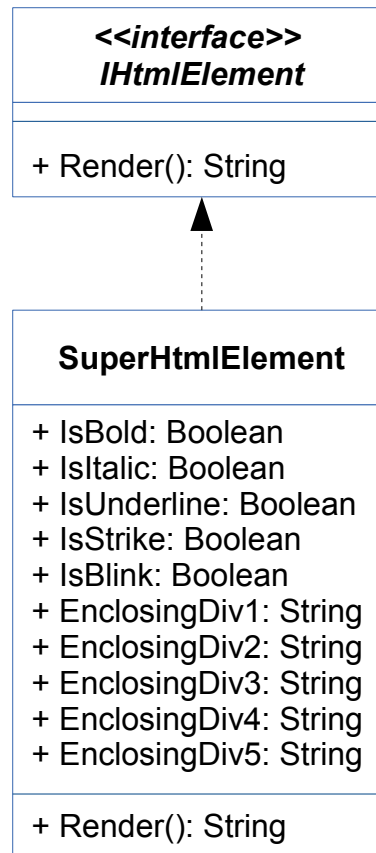 <<interface>>
IHtmlElement
+ Render(): String
SuperHtmlElement
+ IsBold: Boolean
+ IsItalic: Boolean
+ IsUnderline: Boolean
+ IsStrike: Boolean
+ IsBlink: Boolean
+ EnclosingDiv1: String
+ EnclosingDiv2: String
+ EnclosingDiv3: String
+ EnclosingDiv4: String
+ EnclosingDiv5: String
+ Render(): String